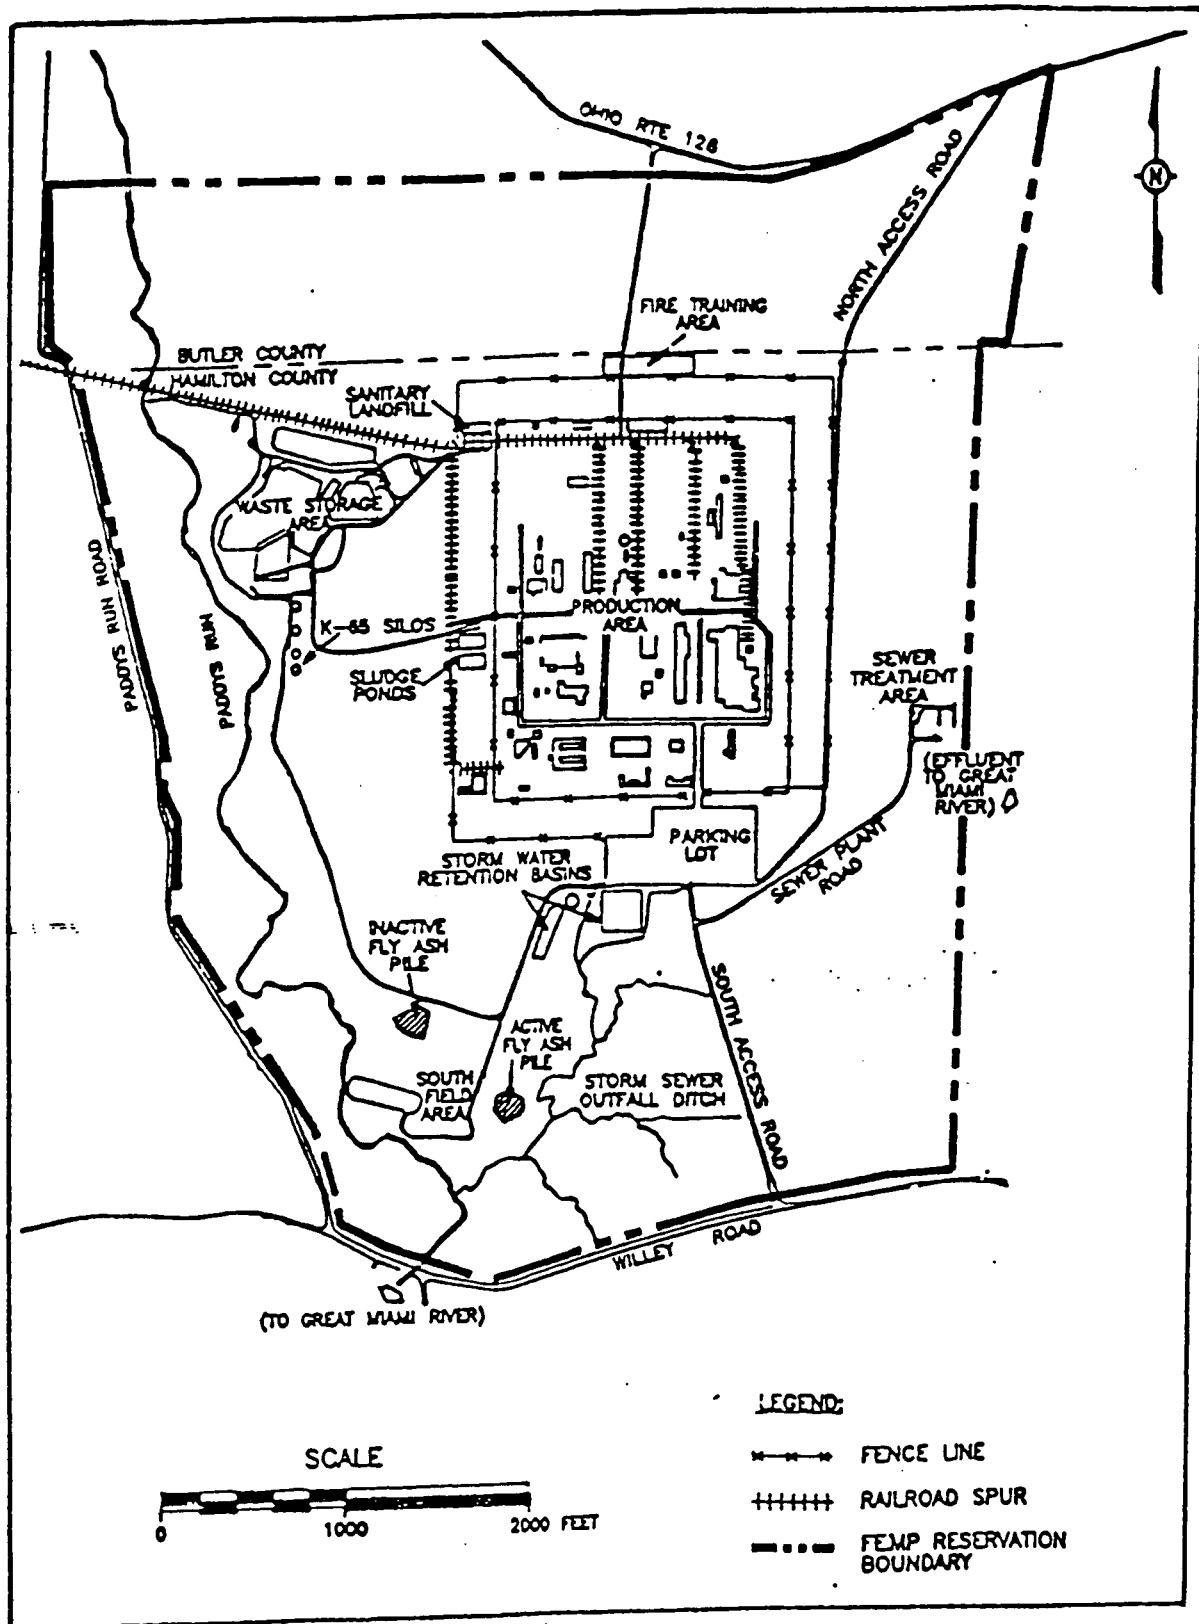 OHIO RTE 128
NORTH ACCESS ROAD
N
FIRE TRAINING
AREA
BUTLER COUNTY
HAMILTON COUNTY
SANITARY
LANDFILL
WASTE STORAGE
AREA
PADDYS RUN ROAD
PADDYS RUN
K-65 SILOS
PRODUCTION
AREA
SLUDGE
PONDS
SEWER
TREATMENT
AREA
(EFFLUENT
TO GREAT
MIAMI
RIVER)
PARKING
LOT
SEWER PLANT
ROAD
STORM WATER
RETENTION BASINS
INACTIVE
FLY ASH
PILE
SOUTH ACCESS ROAD
ACTIVE
FLY ASH
PILE
SOUTH
FIELD
AREA
STORM SEWER
OUTFALL DITCH
WILLEY ROAD
(TO GREAT MIAMI RIVER)
LEGEND:
SCALE
FENCE LINE
RAILROAD SPUR
0 1000 2000 FEET
FEMP RESERVATION
BOUNDARY